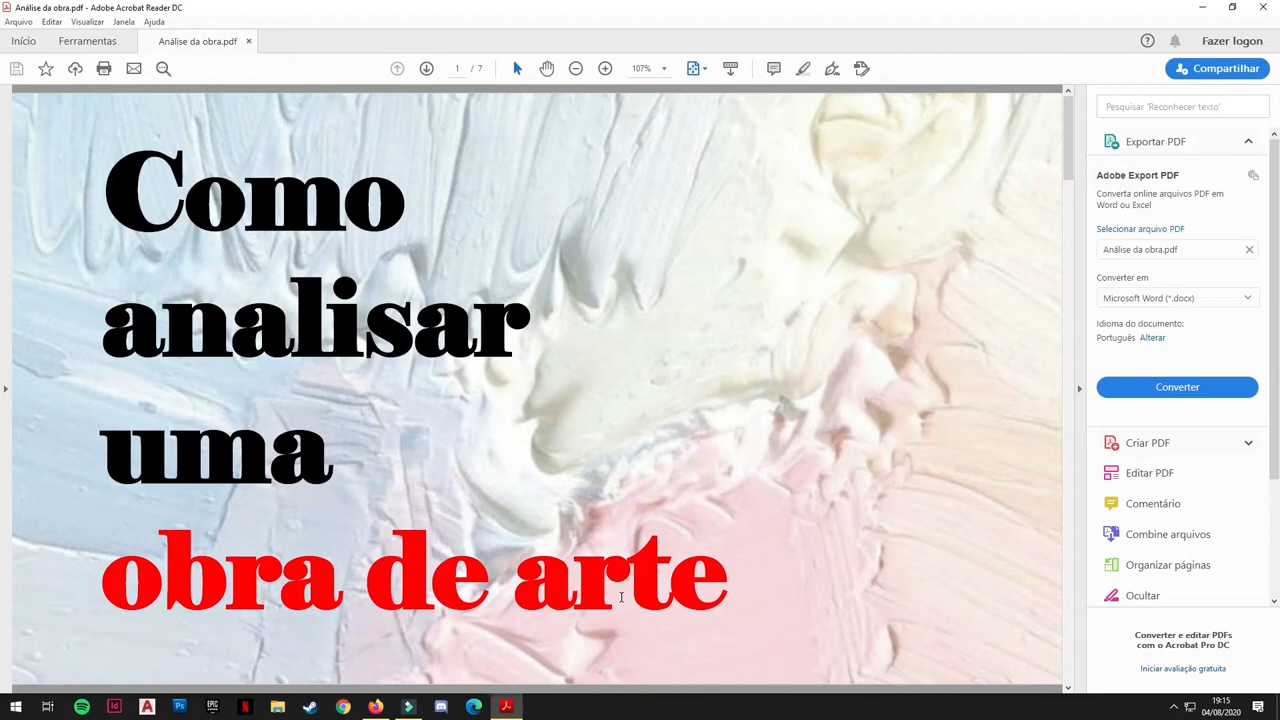 Análise da obra.pdf - Adobe Acrobat Reader DC
Arquivo Editar Visualizar Janela Ajuda
Início Ferramentas Análise da obra.pdf × Fazer logon
1 / 7 107% Compartilhar
Como
analisar
uma
obra de arte
Pesquisar 'Reconhecer texto'
Exportar PDF
Adobe Export PDF
Converta online arquivos PDF em
Word ou Excel
Selecionar arquivo PDF
Análise da obra.pdf
Converter em
Microsoft Word (*.docx)
Idioma do documento:
Português Alterar
Converter
Criar PDF
Editar PDF
Comentário
Combine arquivos
Organizar páginas
Ocultar
Converter e editar PDFs
com o Acrobat Pro DC
Iniciar avaliação gratuita
Id A Ps EPIC GAMES N
19:15
04/08/2020